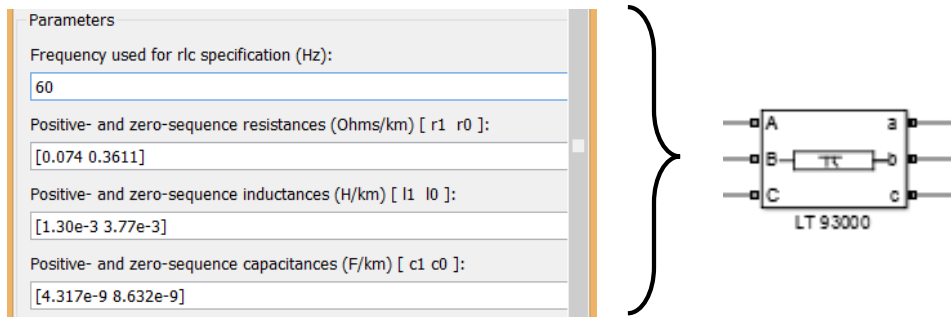 Parameters
Frequency used for rlc specification (Hz):
60
Positive- and zero-sequence resistances (Ohms/km) [ r1 r0 ]:
[0.074 0.3611]
Positive- and zero-sequence inductances (H/km) [ l1 l0 ]:
[1.30e-3 3.77e-3]
Positive- and zero-sequence capacitances (F/km) [ c1 c0 ]:
[4.317e-9 8.632e-9]
A a
B π b
C c
LT 93000